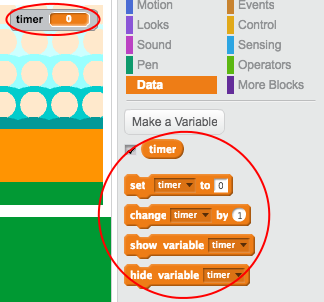 timer 0
Motion Events
Looks Control
Sound Sensing
Pen Operators
Data More Blocks
Make a Variable
timer
set timer to 0
change timer by 1
show variable timer
hide variable timer